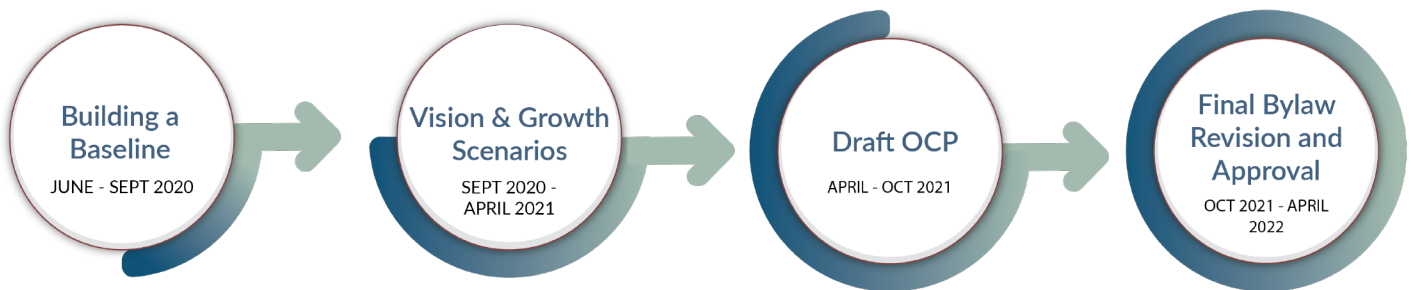 Building a
Baseline
JUNE - SEPT 2020
Vision & Growth
Scenarios
SEPT 2020 -
APRIL 2021
Draft OCP
APRIL - OCT 2021
Final Bylaw
Revision and
Approval
OCT 2021 - APRIL
2022